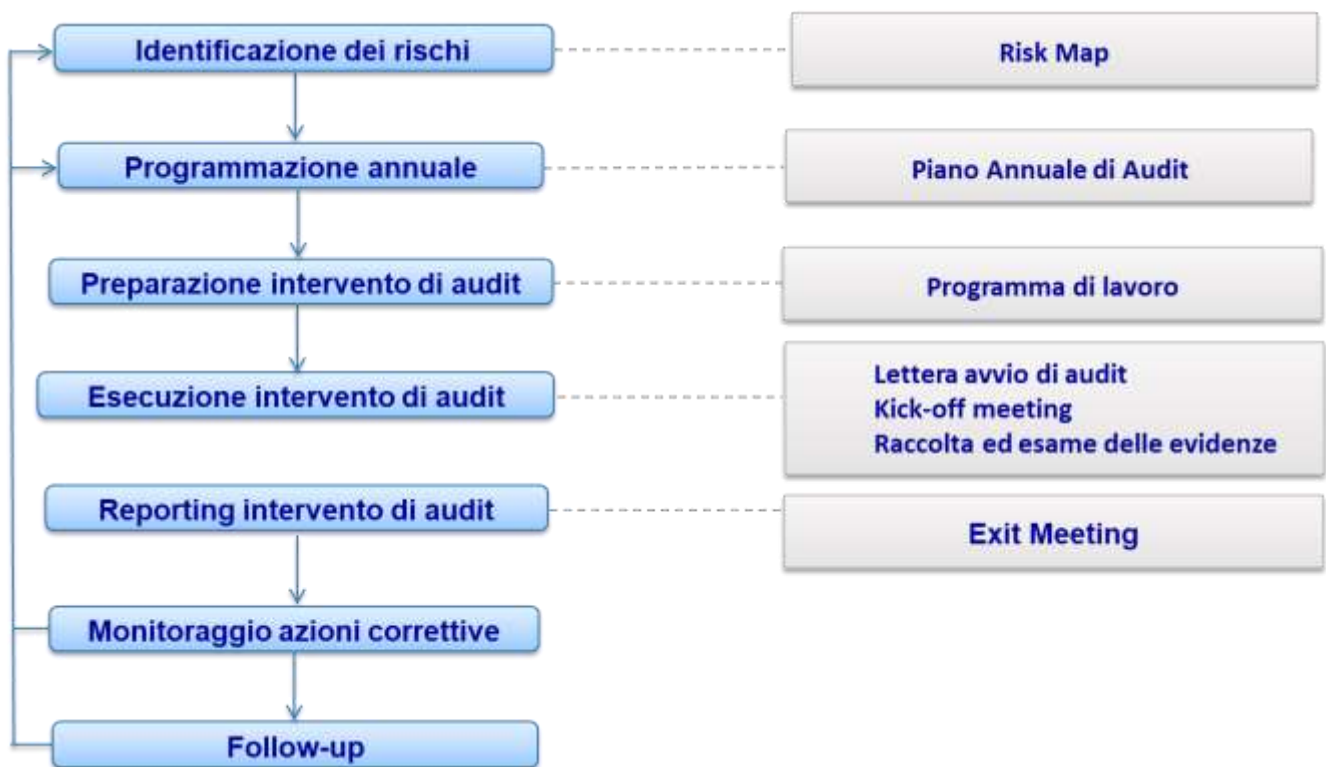 Identificazione dei rischi
Risk Map
Programmazione annuale
Piano Annuale di Audit
Preparazione intervento di audit
Programma di lavoro
Esecuzione intervento di audit
Lettera avvio di audit
Kick-off meeting
Raccolta ed esame delle evidenze
Reporting intervento di audit
Exit Meeting
Monitoraggio azioni correttive
Follow-up